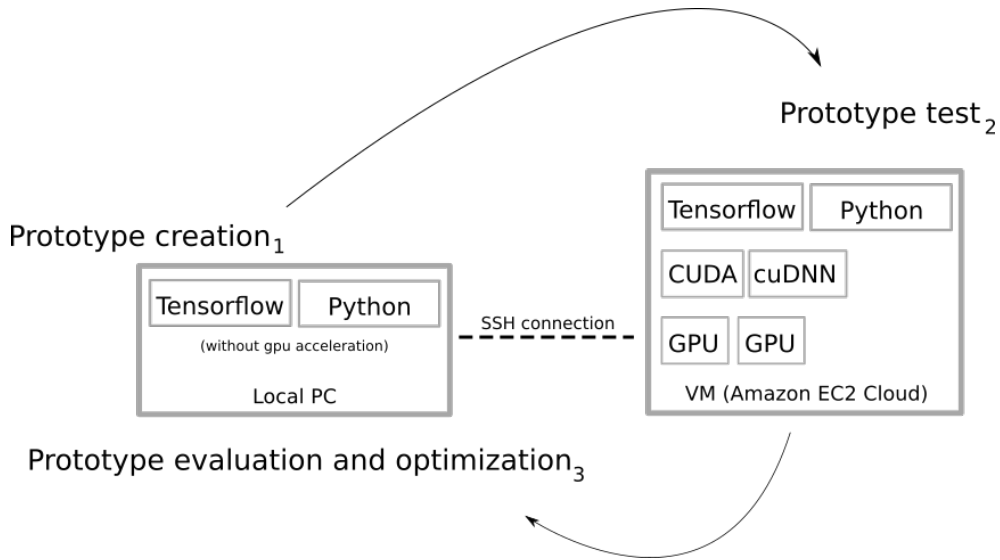 Prototype test2
Prototype creation1
Tensorflow Python
(without gpu acceleration)
Local PC
SSH connection
Tensorflow Python
CUDA cuDNN
GPU GPU
VM (Amazon EC2 Cloud)
Prototype evaluation and optimization3